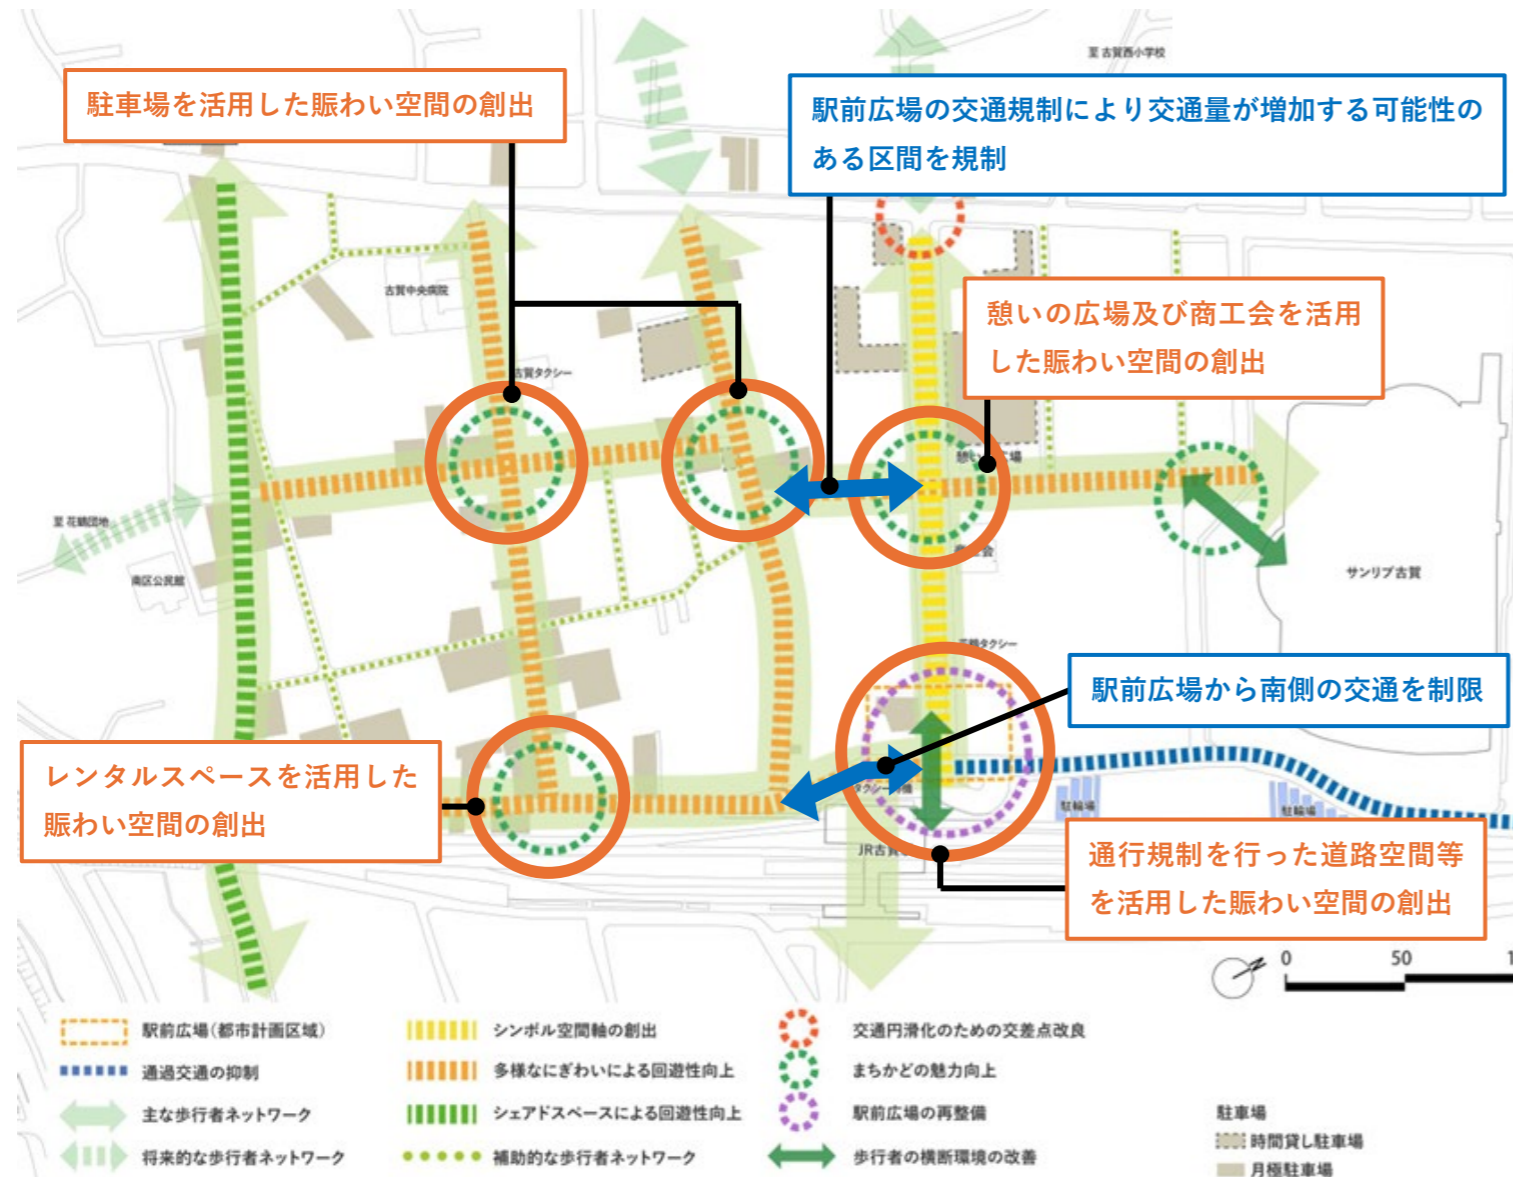 至 古賀西小学校
駐車場を活用した賑わい空間の創出
駅前広場の交通規制により交通量が増加する可能性の
ある区間を規制
古賀中央病院
憩いの広場及び商工会を活用
した賑わい空間の創出
古賀タクシー
至 花鶴団地
南区公民館
サンリブ古賀
駅前広場から南側の交通を制限
レンタルスペースを活用した
賑わい空間の創出
駐輪場
駐輪場
JR古賀
通行規制を行った道路空間等
を活用した賑わい空間の創出
0
50
駅前広場（都市計画区域）
シンボル空間軸の創出
交通円滑化のための交差点改良
通過交通の抑制
多様なにぎわいによる回遊性向上
まちかどの魅力向上
主な歩行者ネットワーク
シェアドスペースによる回遊性向上
駅前広場の再整備
駐車場
将来的な歩行者ネットワーク
補助的な歩行者ネットワーク
歩行者の横断環境の改善
時間貸し駐車場
月極駐車場